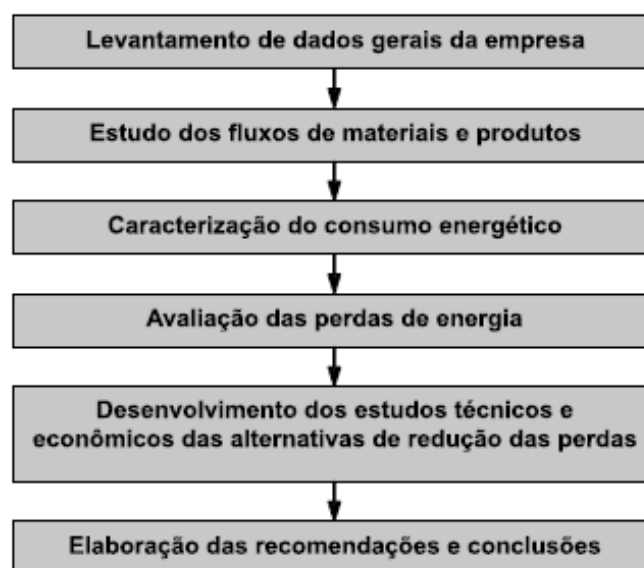 Levantamento de dados gerais da empresa
Estudo dos fluxos de materiais e produtos
Caracterização do consumo energético
Avaliação das perdas de energia
Desenvolvimento dos estudos técnicos e
econômicos das alternativas de redução das perdas
Elaboração das recomendações e conclusões